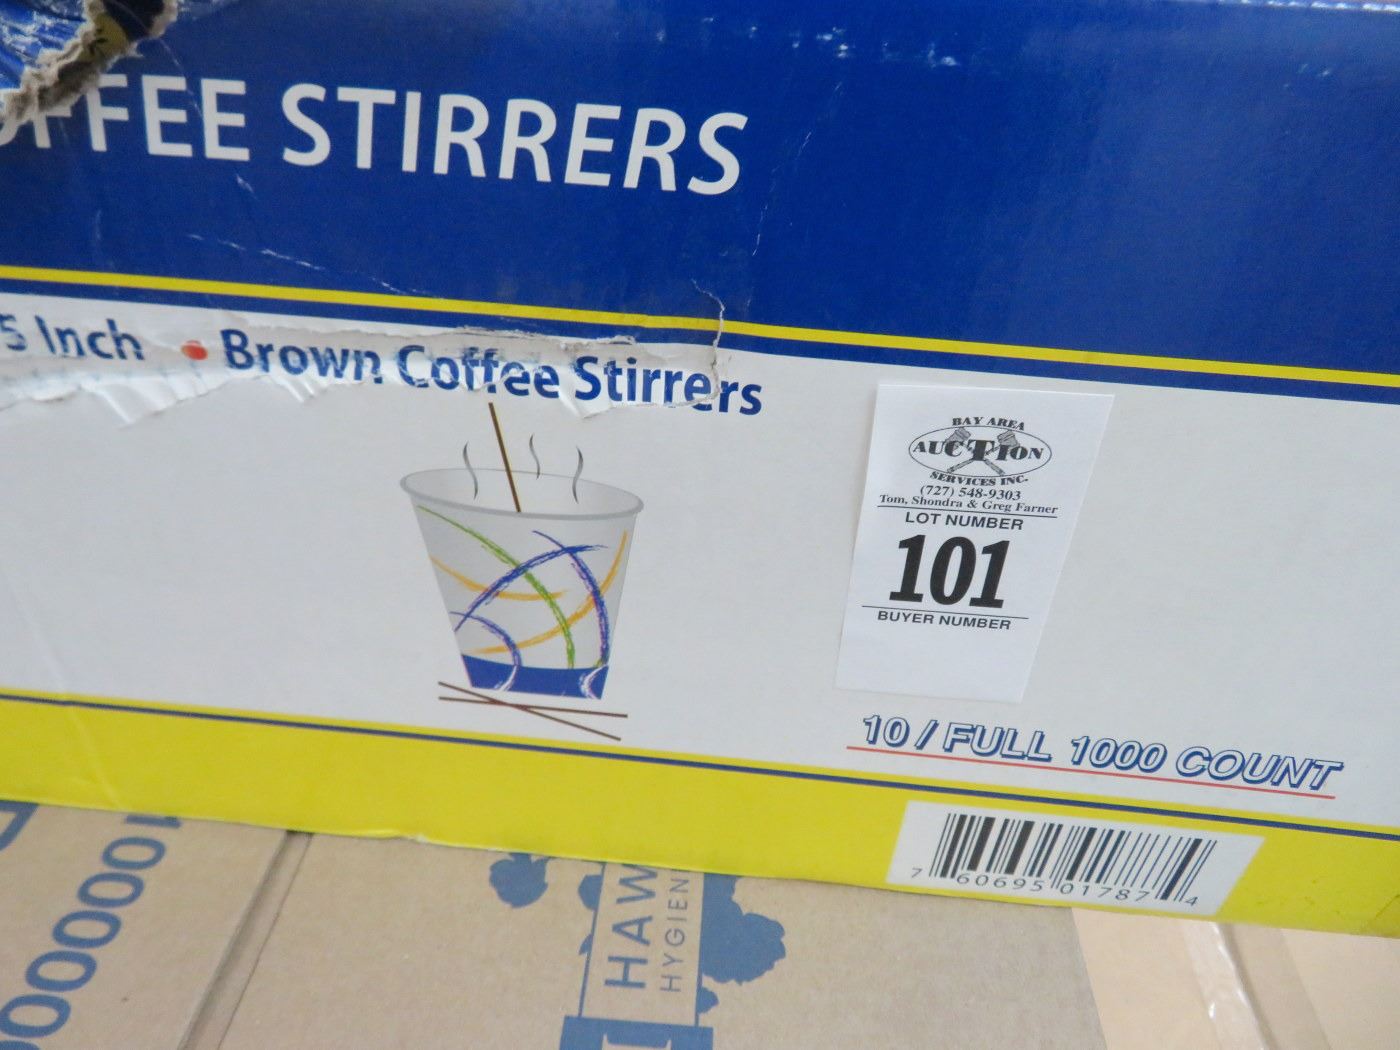 COFFEE STIRRERS
5 Inch • Brown Coffee Stirrers
BAY AREA
AUCTION
SERVICES INC.
(727) 548-9303
Tom, Shondra & Greg Farner
LOT NUMBER
101
BUYER NUMBER
10 / FULL 1000 COUNT
7 60695 01787 4
HAW
HYGIEN